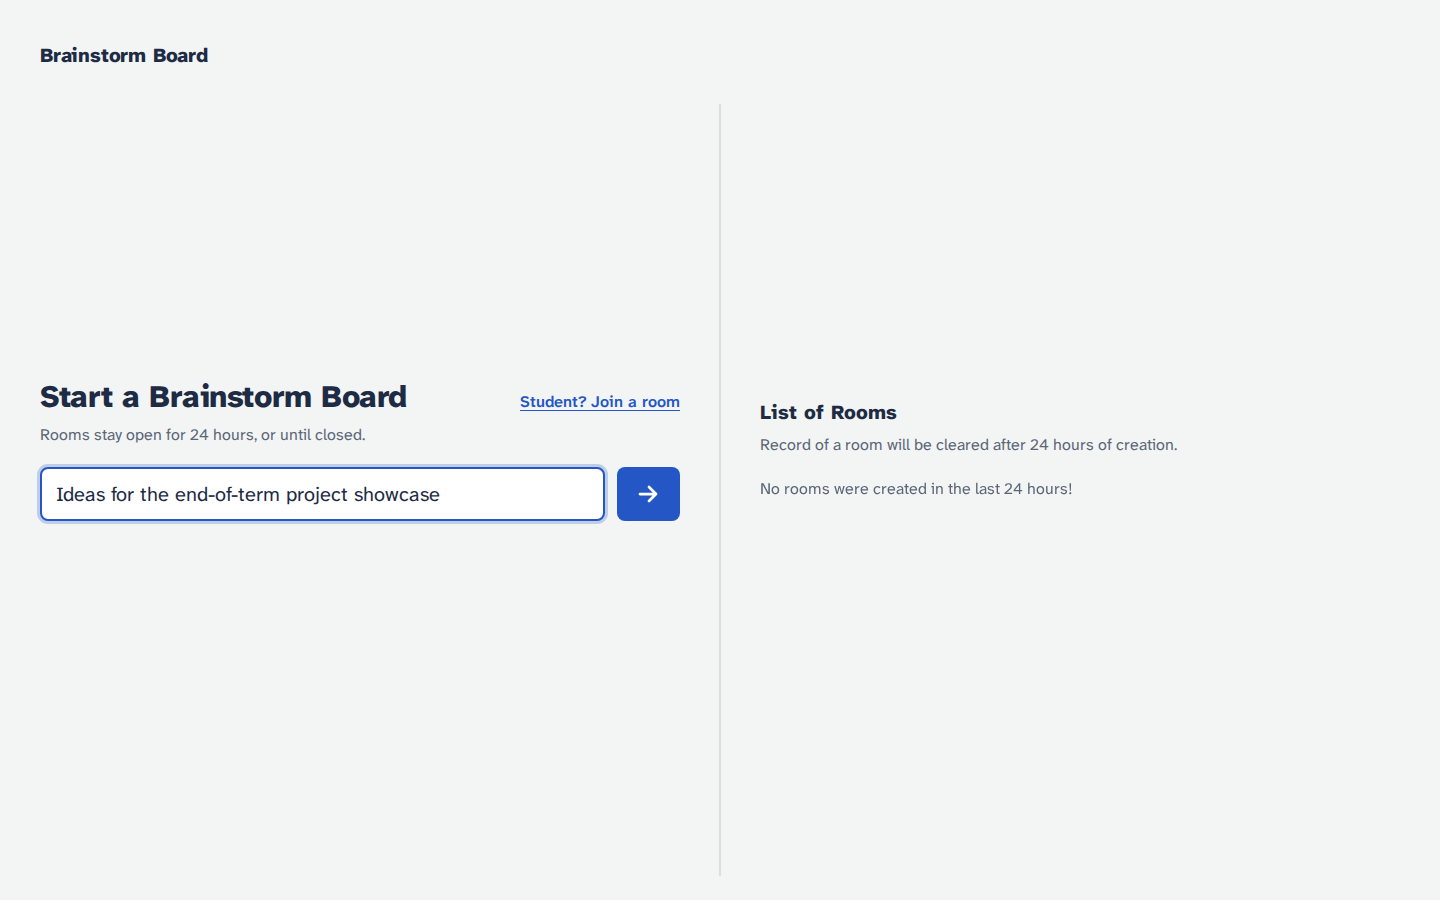 Brainstorm Board
Start a Brainstorm Board
Student? Join a room
Rooms stay open for 24 hours, or until closed.
Ideas for the end-of-term project showcase
List of Rooms
Record of a room will be cleared after 24 hours of creation.
No rooms were created in the last 24 hours!